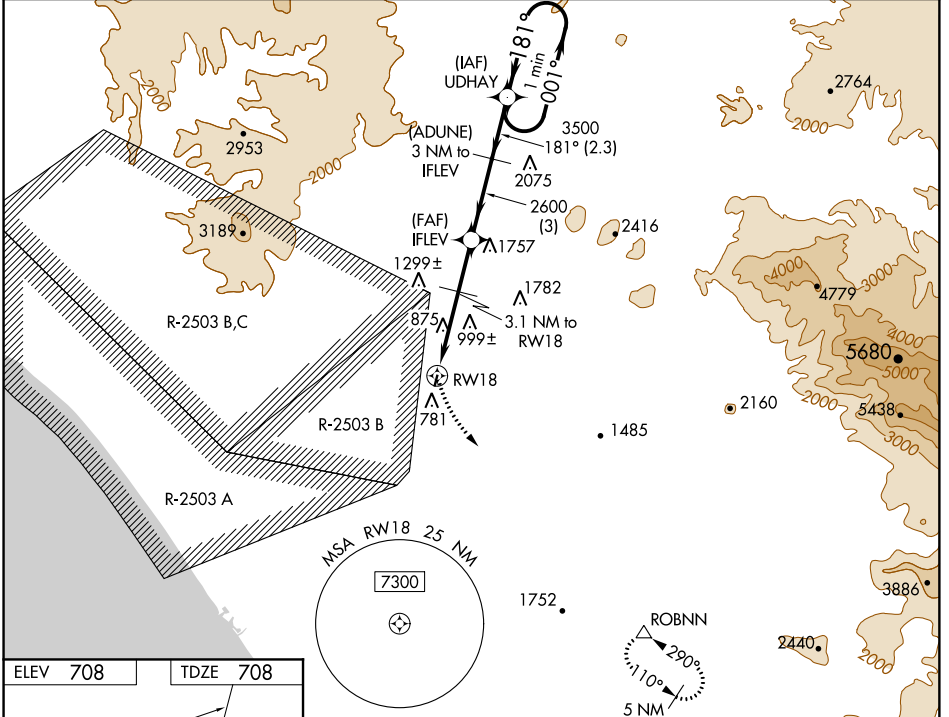 2000
2953
2000
3189
(IAF)
UDHAY
181°
1 min
001°
(ADUNE)
3 NM to
IFLEV
3500
181° (2.3)
2075
2600
(3)
(FAF)
IFLEV
1757
2416
2764
2000
1299±
1782
875
999±
3.1 NM to
RW18
RW18
781
4000
3000
4779
4000
5680
5000
2000
5438
3000
2160
1485
R-2503 B,C
R-2503 B
R-2503 A
MSA RW18 25 NM
7300
1752
ROBNN
290°
110°
5 NM
3886
2440
2000
ELEV 708
TDZE 708